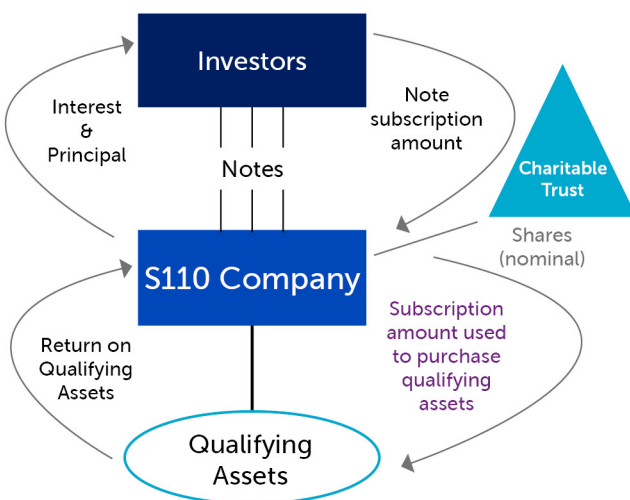 Investors
Interest
&
Principal
Notes
Note
subscription
amount
Charitable
Trust
Shares
(nominal)
S110 Company
Return on
Qualifying
Assets
Subscription
amount used
to purchase
qualifying
assets
Qualifying
Assets